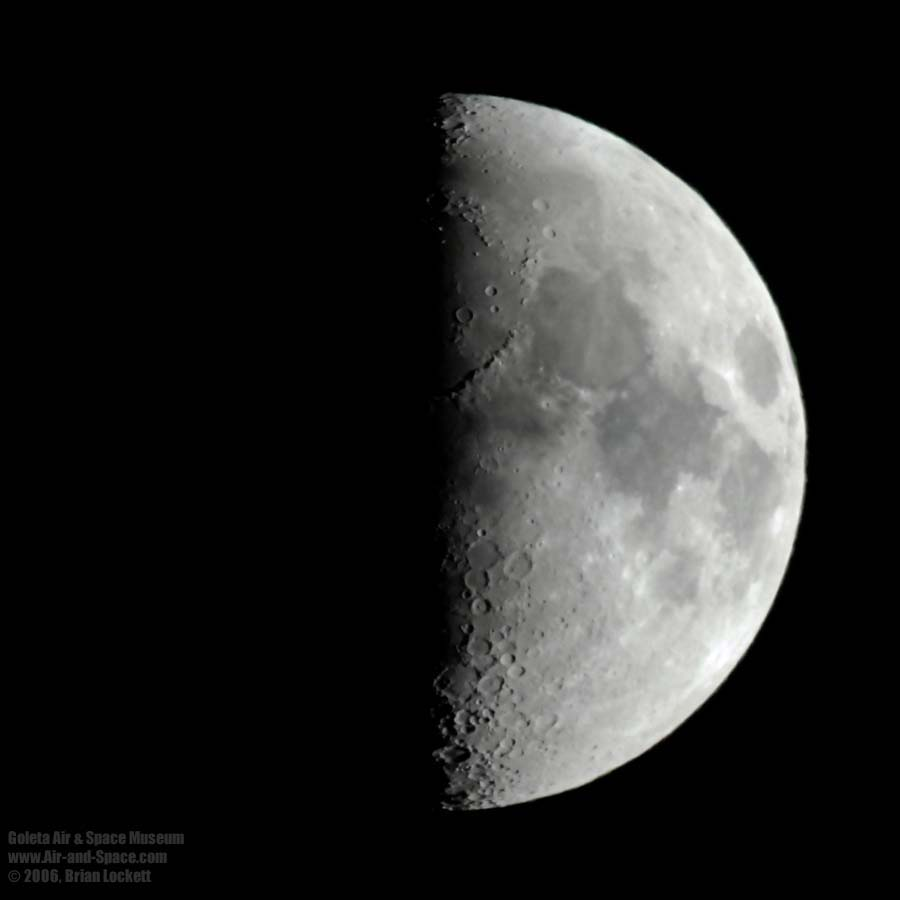 Goleta Air & Space Museum
www.Air-and-Space.com
© 2006, Brian Lockett